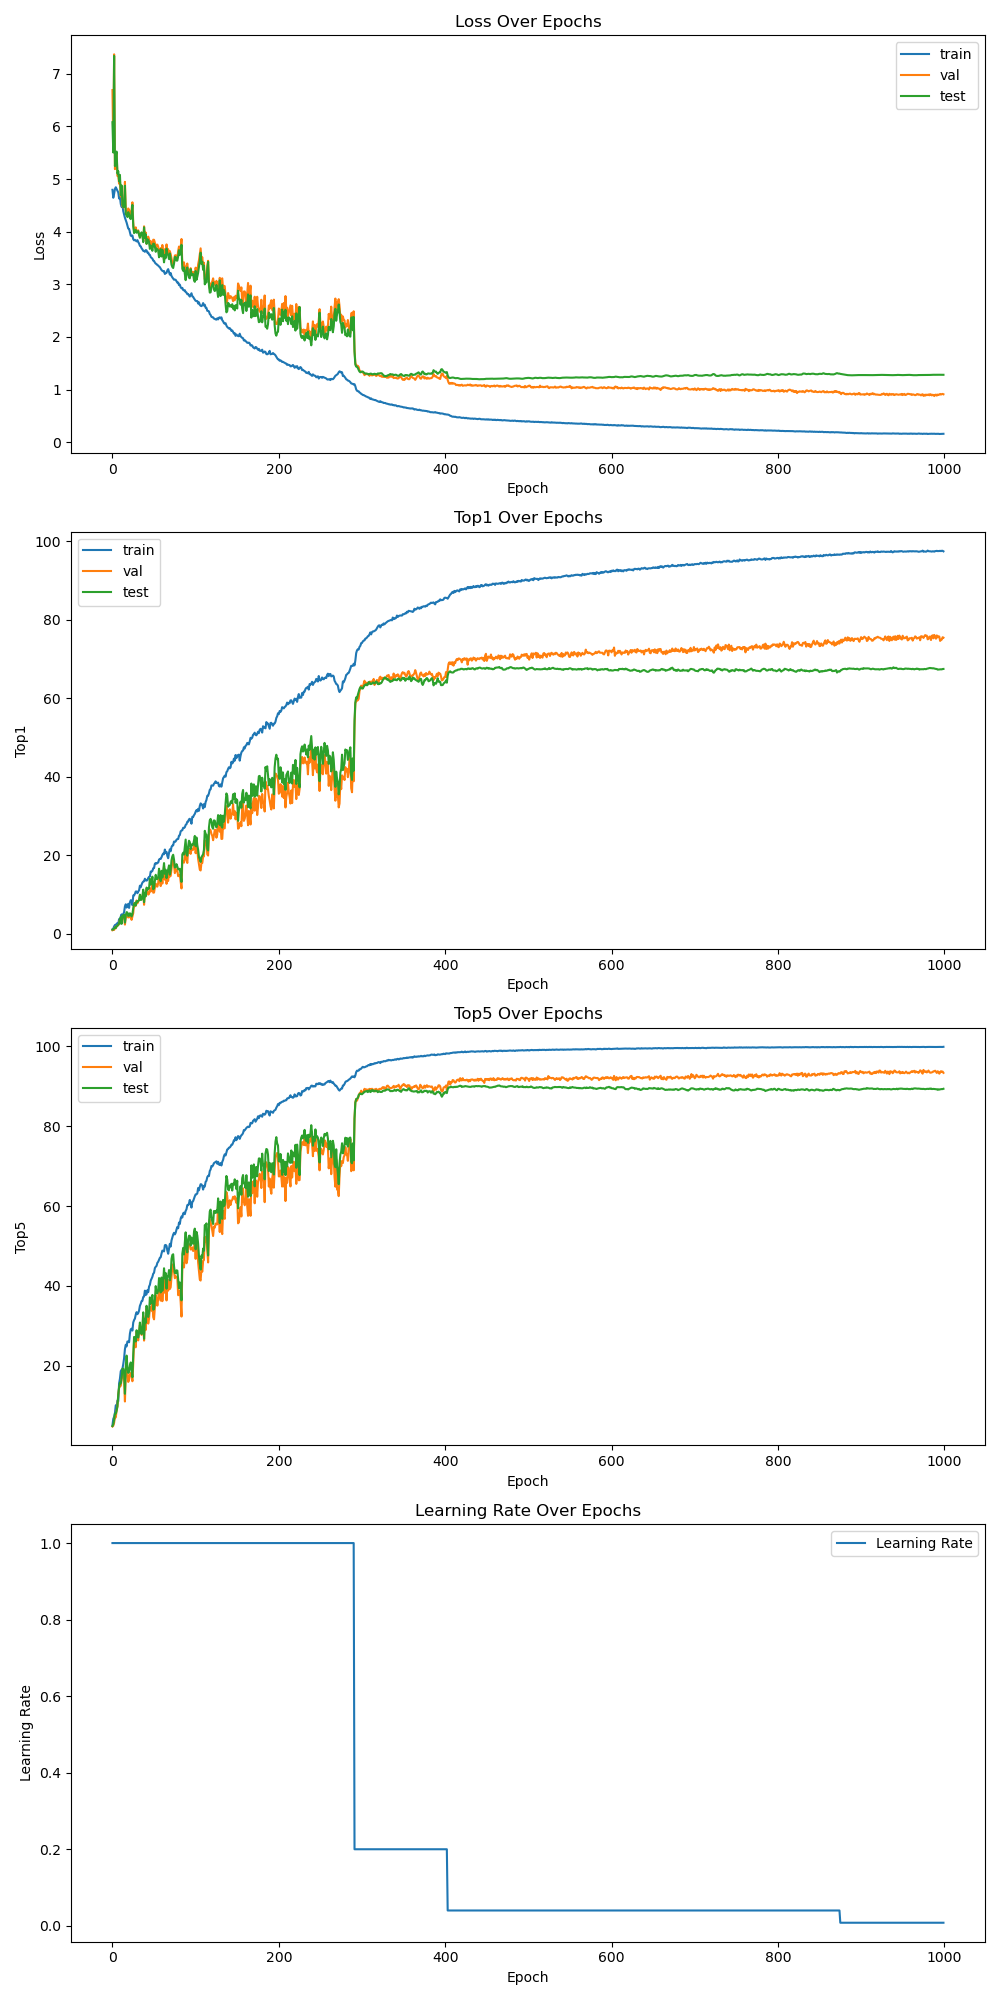 Loss Over Epochs
train
val
test
7
6
5
4
3
2
1
0
Loss
0 200 400 600 800 1000
Epoch
Top1 Over Epochs
train
val
test
100
80
60
40
20
0
Top1
0 200 400 600 800 1000
Epoch
Top5 Over Epochs
train
val
test
100
80
60
40
20
Top5
0 200 400 600 800 1000
Epoch
Learning Rate Over Epochs
Learning Rate
1.0
0.8
0.6
0.4
0.2
0.0
Learning Rate
0 200 400 600 800 1000
Epoch